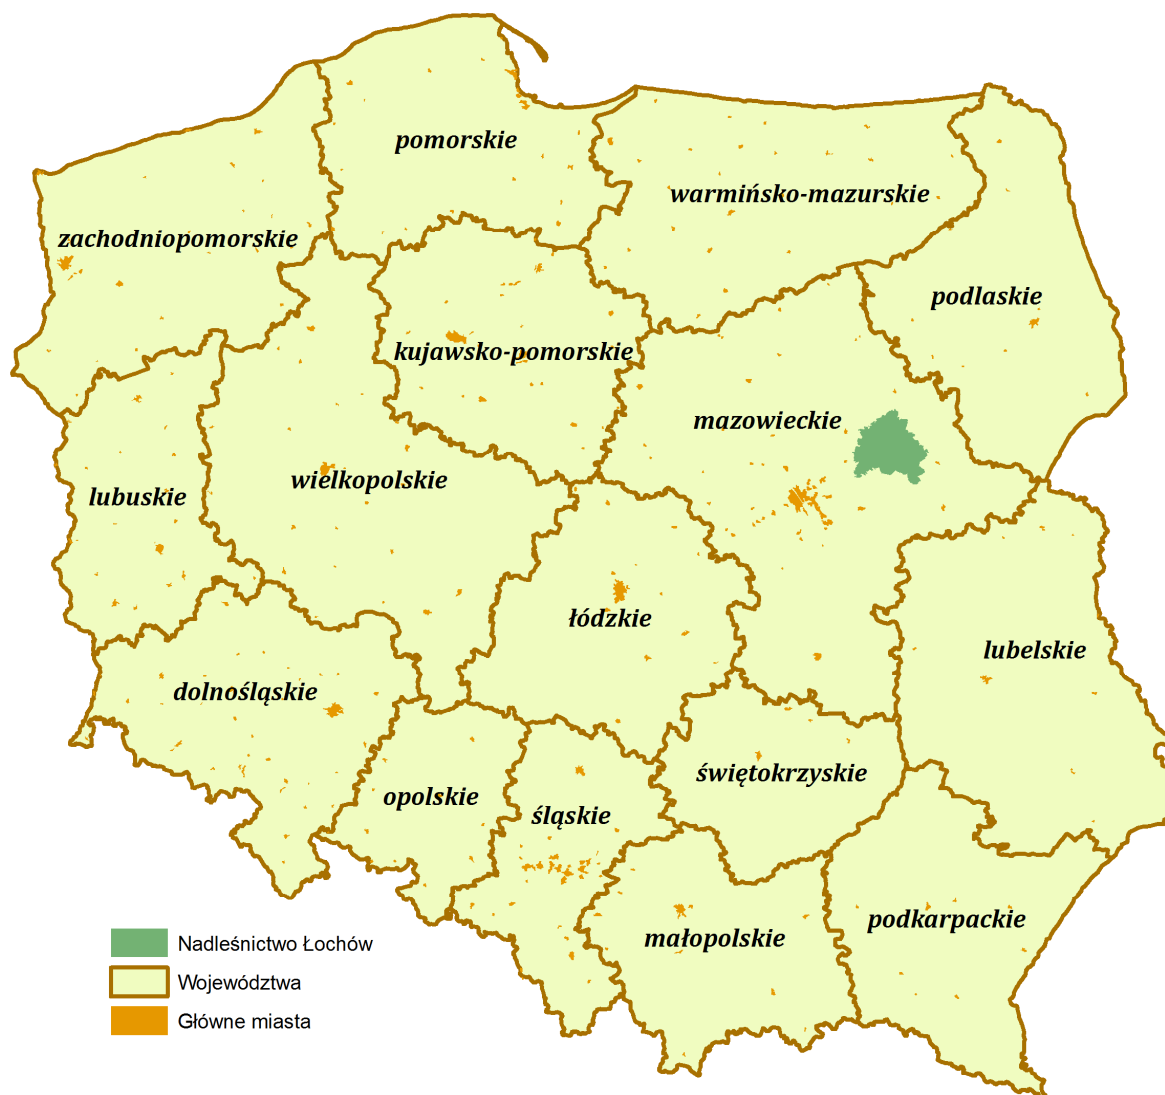 pomorskie
warmińsko-mazurskie
zachodniopomorskie
podlaskie
kujawsko-pomorskie
mazowieckie
wielkopolskie
lubuskie
łódzkie
lubelskie
dolnośląskie
świętokrzyskie
opolskie
śląskie
podkarpackie
małopolskie
Nadleśnictwo Łochów
Województwa
Główne miasta